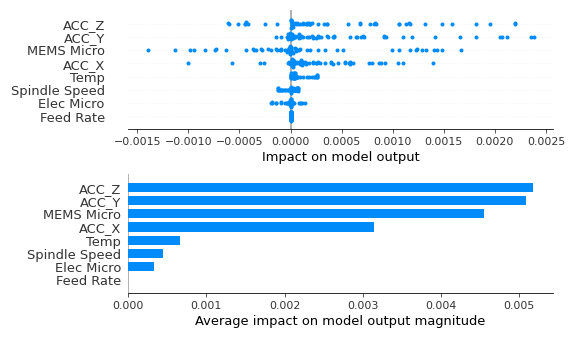 ACC_Z
ACC_Y
MEMS Micro
ACC_X
Temp
Spindle Speed
Elec Micro
Feed Rate
−0.0015 −0.0010 −0.0005 0.0000 0.0005 0.0010 0.0015 0.0020 0.0025
Impact on model output
ACC_Z
ACC_Y
MEMS Micro
ACC_X
Temp
Spindle Speed
Elec Micro
Feed Rate
0.000 0.001 0.002 0.003 0.004 0.005
Average impact on model output magnitude